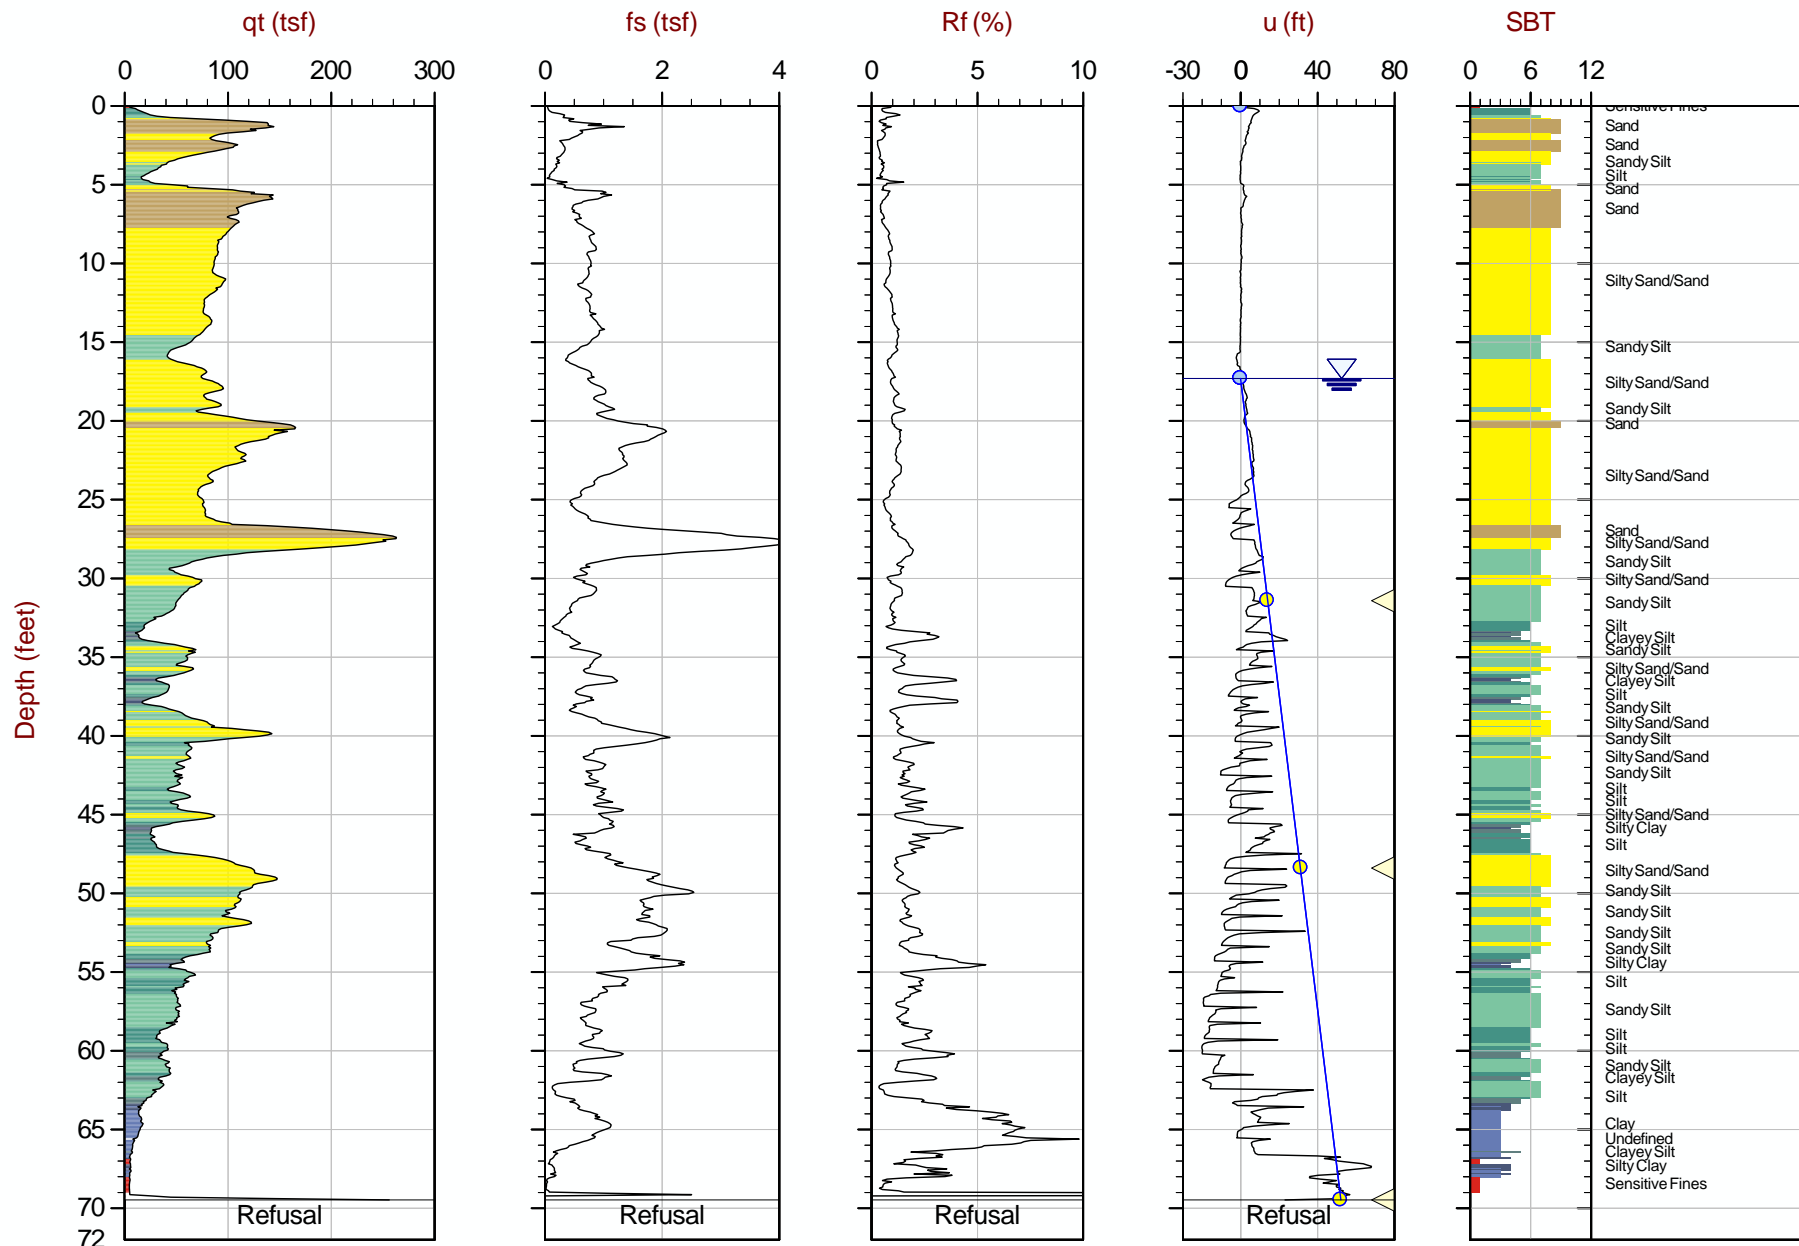 qt (tsf) fs (tsf) Rf (%) u (ft) SBT
0 100 200 300 0 2 4 0 5 10 -30 0 40 80 0 6 12
Depth (feet)
0
5
10
15
20
25
30
35
40
45
50
55
60
65
70
72
Sensitive Fines
Sand
Sand
Sandy Silt
Silt
Sand
Sand
Silty Sand/Sand
Sandy Silt
Silty Sand/Sand
Sandy Silt
Sand
Silty Sand/Sand
Sand
Silty Sand/Sand
Sandy Silt
Silty Sand/Sand
Sandy Silt
Silt
Clayey Silt
Sandy Silt
Silty Sand/Sand
Clayey Silt
Silt
Sandy Silt
Silty Sand/Sand
Sandy Silt
Silty Sand/Sand
Sandy Silt
Silt
Silt
Silty Sand/Sand
Silty Clay
Silt
Silty Sand/Sand
Sandy Silt
Sandy Silt
Sandy Silt
Sandy Silt
Silty Clay
Silt
Sandy Silt
Silt
Silt
Sandy Silt
Clayey Silt
Silt
Clay
Undefined
Clayey Silt
Silty Clay
Sensitive Fines
Refusal Refusal Refusal Refusal